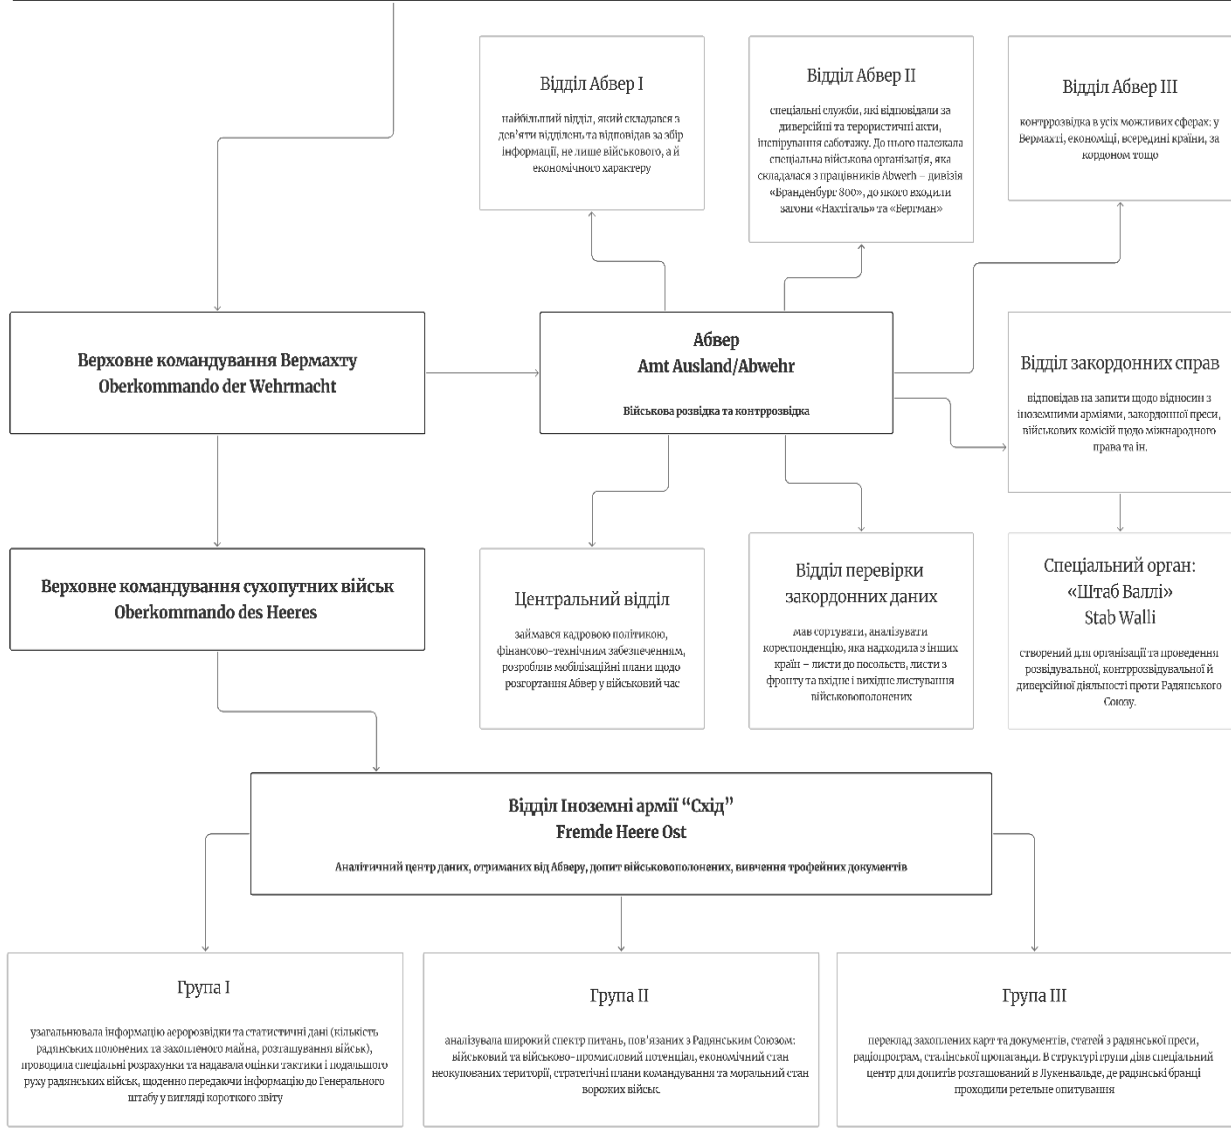 Відділ Абвер I
найбільший відділ, який складався з
дев’яти відділень та відповідав за збір
інформації, не лише військового, а й
економічного характеру
Відділ Абвер II
спеціальні служби, які відповідали за
диверсійні та терористичні акти,
інспірування саботажу. До нього належала
спеціальна військова організація, яка
складалася з працівників Abwerh – дивізія
«Бранденбург 800», до якого входили
загони «Нахтігаль» та «Бергман»
Відділ Абвер III
контррозвідка в усіх можливих сферах: у
Вермахті, економіці, всередині країни, за
кордоном тощо
Верховне командування Вермахту
Oberkommando der Wehrmacht
Абвер
Amt Ausland/Abwehr
Військова розвідка та контррозвідка
Відділ закордонних справ
відповідав на запити щодо відносин з
іноземними арміями, закордонної преси,
військових комісій щодо міжнародного
права та ін.
Верховне командування сухопутних військ
Oberkommando des Heeres
Центральний відділ
займався кадровою політикою,
фінансово-технічним забезпеченням,
розробляв мобілізаційні плани щодо
розгортання Абвер у військовий час
Відділ перевірки
закордонних даних
мав сортувати, аналізувати
кореспонденцію, яка надходила з інших
країн – листи до посольств, листи з
фронту та вхідне і вихідне листування
військовополонених
Спеціальний орган:
«Штаб Валлі»
Stab Walli
створений для організації та проведення
розвідувальної, контррозвідувальної й
диверсійної діяльності проти Радянського
Союзу.
Відділ Іноземні армії “Схід”
Fremde Heere Ost
Аналітичний центр даних, отриманих від Абверу, допит військовополонених, вивчення трофейних документів
Група I
узагальнювала інформацію аеророзвідки та статистичні дані (кількість
радянських полонених та захопленого майна, розташування військ),
проводила спеціальні розрахунки та надавала оцінки тактики і подальшого
руху радянських військ, щоденно передаючи інформацію до Генерального
штабу у вигляді короткого звіту
Група II
аналізувала широкий спектр питань, пов’язаних з Радянським Союзом:
військовий та військово-промисловий потенціал, економічний стан
неокупованих території, стратегічні плани командування та моральний стан
ворожих військ.
Група III
переклад захоплених карт та документів, статей з радянської преси,
радіопрограм, сталінської пропаганди. В структурі групи діяв спеціальний
центр для допитів розташований в Лукенвальде, де радянські бранці
проходили ретельне опитування